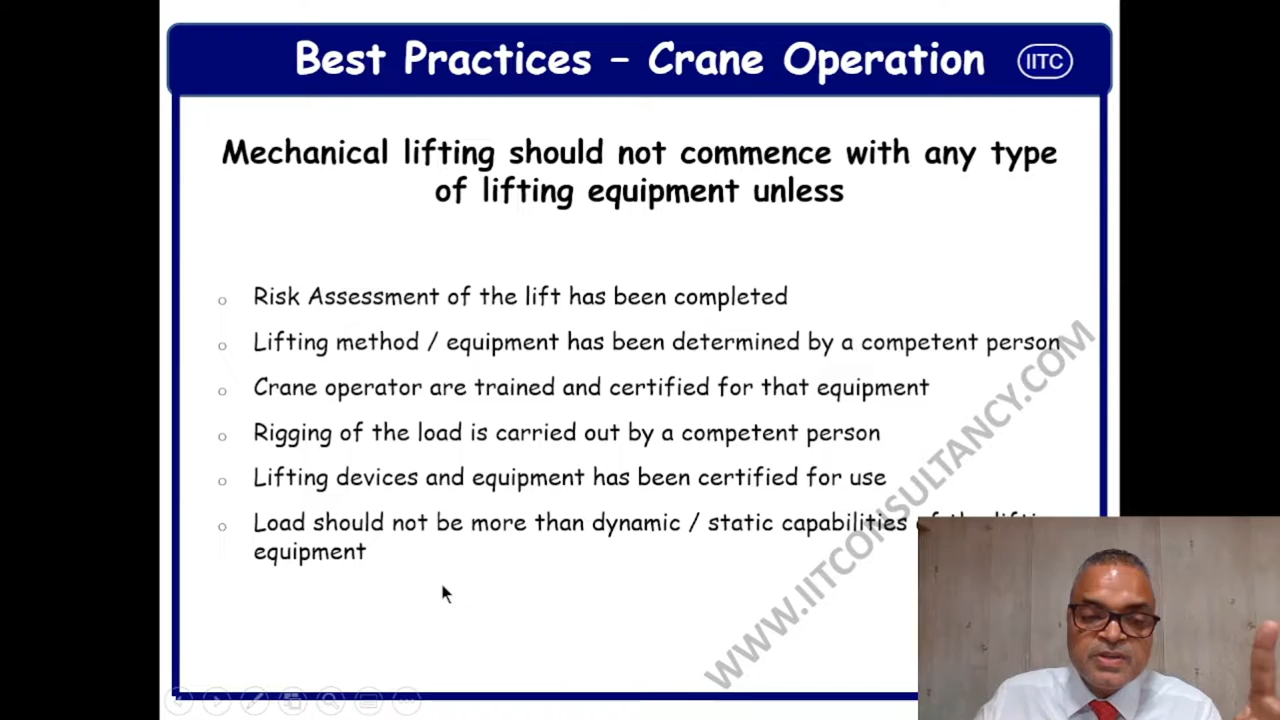 Best Practices – Crane Operation
IITC
Mechanical lifting should not commence with any type
of lifting equipment unless
o Risk Assessment of the lift has been completed
o Lifting method / equipment has been determined by a competent person
o Crane operator are trained and certified for that equipment
o Rigging of the load is carried out by a competent person
o Lifting devices and equipment has been certified for use
o Load should not be more than dynamic / static capabilities
equipment
WWW.IITCONSULTANCY.COM